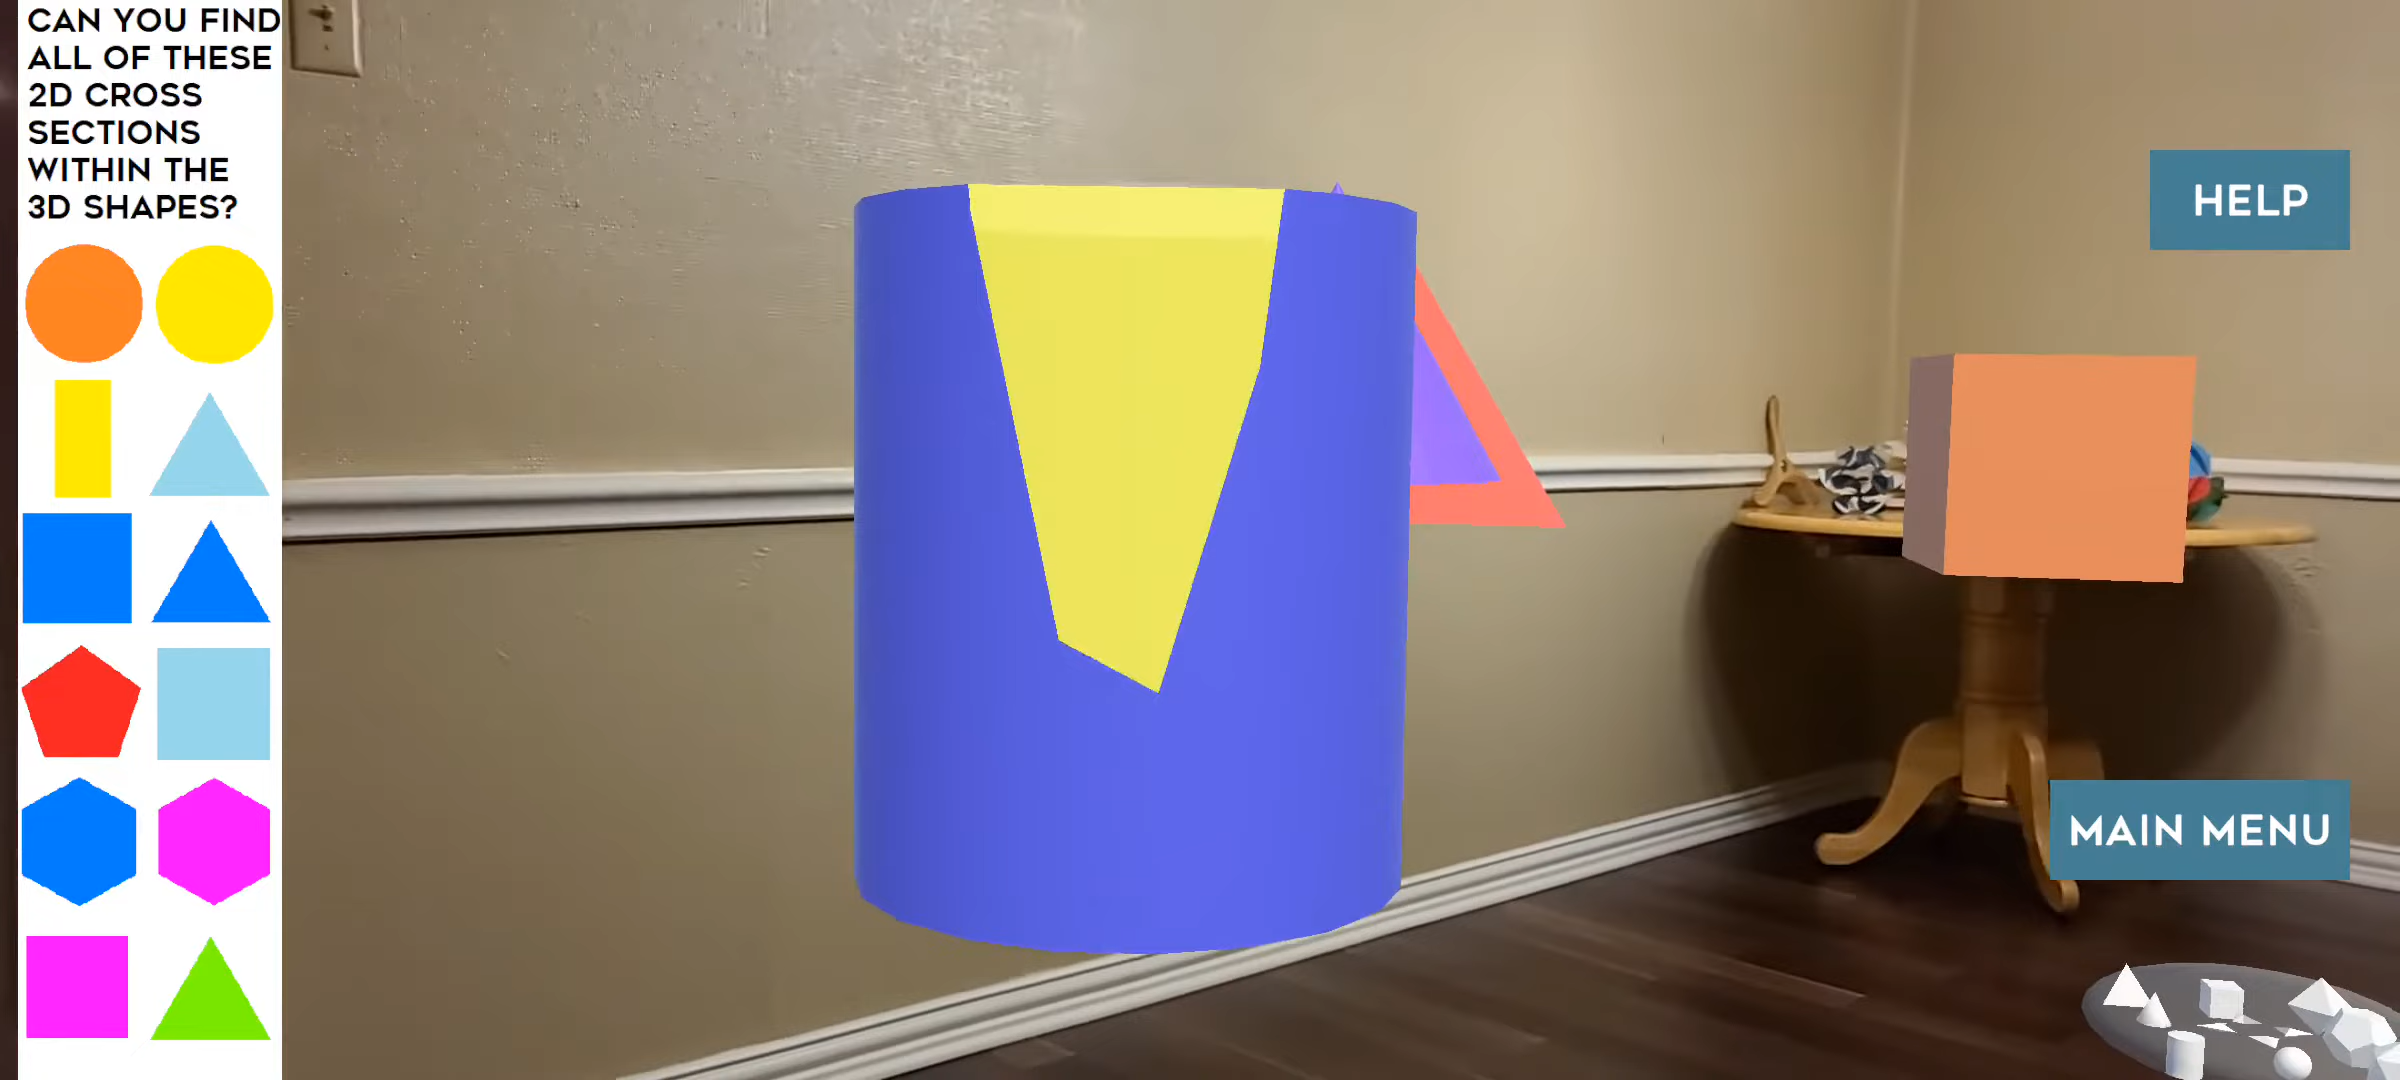 CAN YOU FIND
ALL OF THESE
2D CROSS
SECTIONS
WITHIN THE
3D SHAPES?
HELP
MAIN MENU